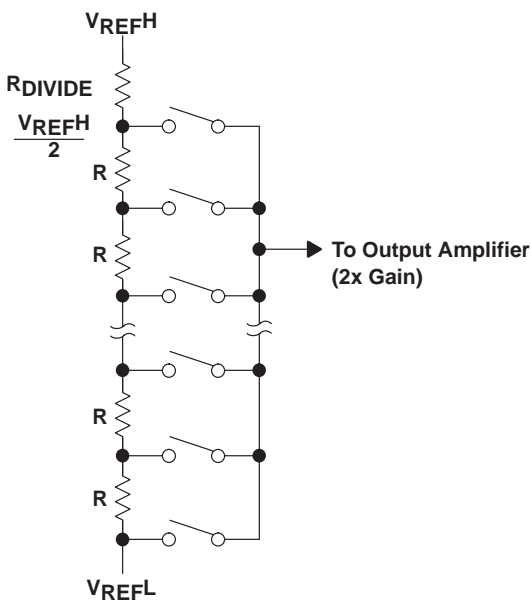 VREFH
RDIVIDE
VREFH
2
R
R
To Output Amplifier
(2x Gain)
R
R
VREFL